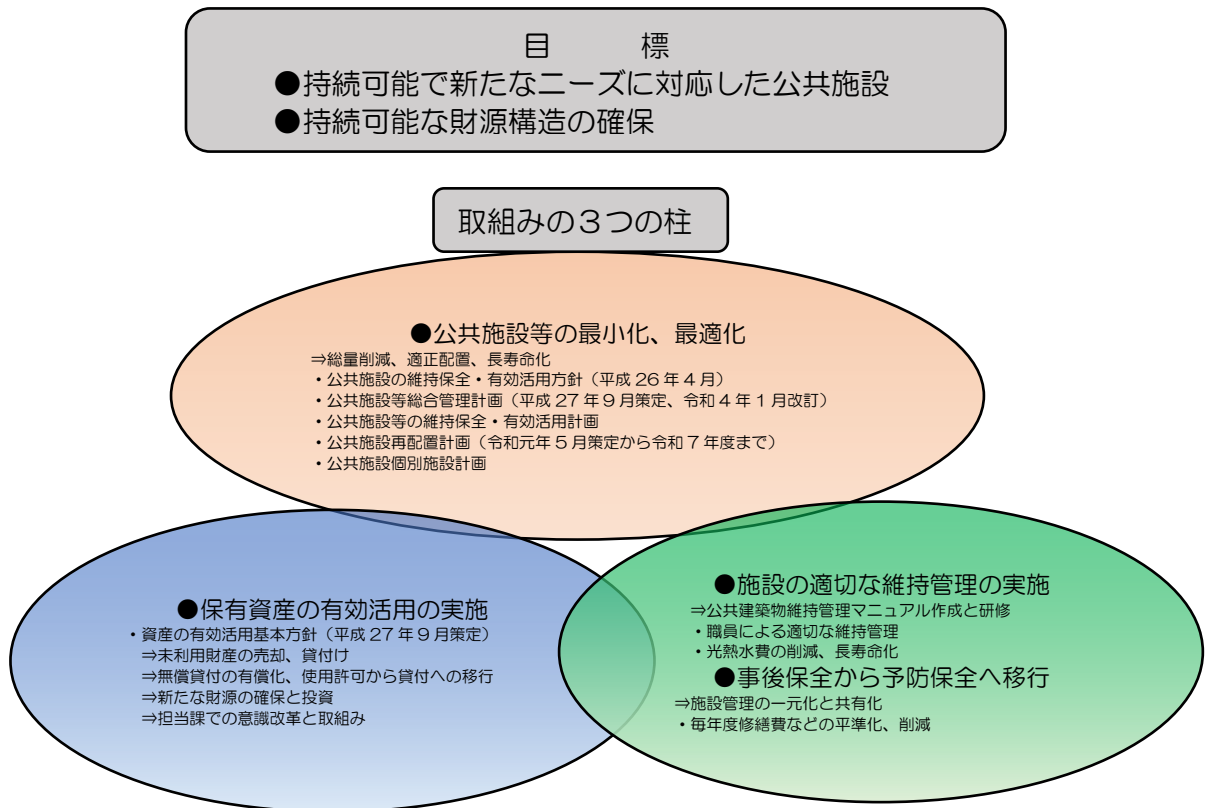 目　　標
●持続可能で新たなニーズに対応した公共施設
●持続可能な財源構造の確保
取組みの３つの柱
●公共施設等の最小化、最適化
⇒総量削減、適正配置、長寿命化
・公共施設の維持保全・有効活用方針（平成 26 年 4 月）
・公共施設等総合管理計画（平成 27 年 9 月策定、令和 4 年 1 月改訂）
・公共施設等の維持保全・有効活用計画
・公共施設再配置計画（令和元年 5 月策定から令和 7 年度まで）
・公共施設個別施設計画
●保有資産の有効活用の実施
・資産の有効活用基本方針（平成 27 年 9 月策定）
⇒未利用財産の売却、貸付け
⇒無償貸付の有償化、使用許可から貸付への移行
⇒新たな財源の確保と投資
⇒担当課での意識改革と取組み
●施設の適切な維持管理の実施
⇒公共建築物維持管理マニュアル作成と研修
・職員による適切な維持管理
・光熱水費の削減、長寿命化
●事後保全から予防保全へ移行
⇒施設管理の一元化と共有化
・毎年度修繕費などの平準化、削減